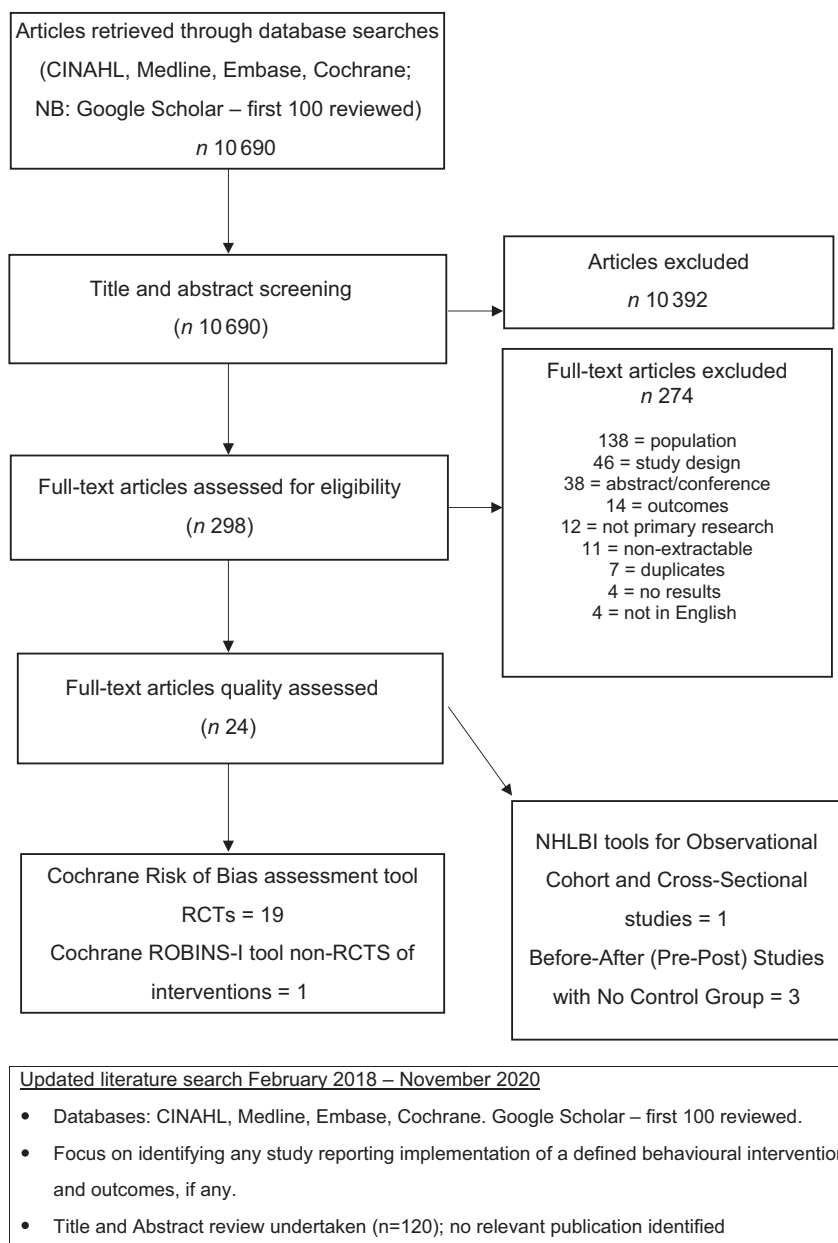 Articles retrieved through database searches
(CINAHL, Medline, Embase, Cochrane;
NB: Google Scholar – first 100 reviewed)
n 10 690
Title and abstract screening
(n 10 690)
Articles excluded
n 10 392
Full-text articles assessed for eligibility
(n 298)
Full-text articles excluded
n 274
138 = population
46 = study design
38 = abstract/conference
14 = outcomes
12 = not primary research
11 = non-extractable
7 = duplicates
4 = no results
4 = not in English
Full-text articles quality assessed
(n 24)
Cochrane Risk of Bias assessment tool
RCTs = 19
Cochrane ROBINS-I tool non-RCTS of
interventions = 1
NHLBI tools for Observational
Cohort and Cross-Sectional
studies = 1
Before-After (Pre-Post) Studies
with No Control Group = 3
Updated literature search February 2018 – November 2020
• Databases: CINAHL, Medline, Embase, Cochrane. Google Scholar – first 100 reviewed.
• Focus on identifying any study reporting implementation of a defined behavioural intervention
and outcomes, if any.
• Title and Abstract review undertaken (n=120); no relevant publication identified